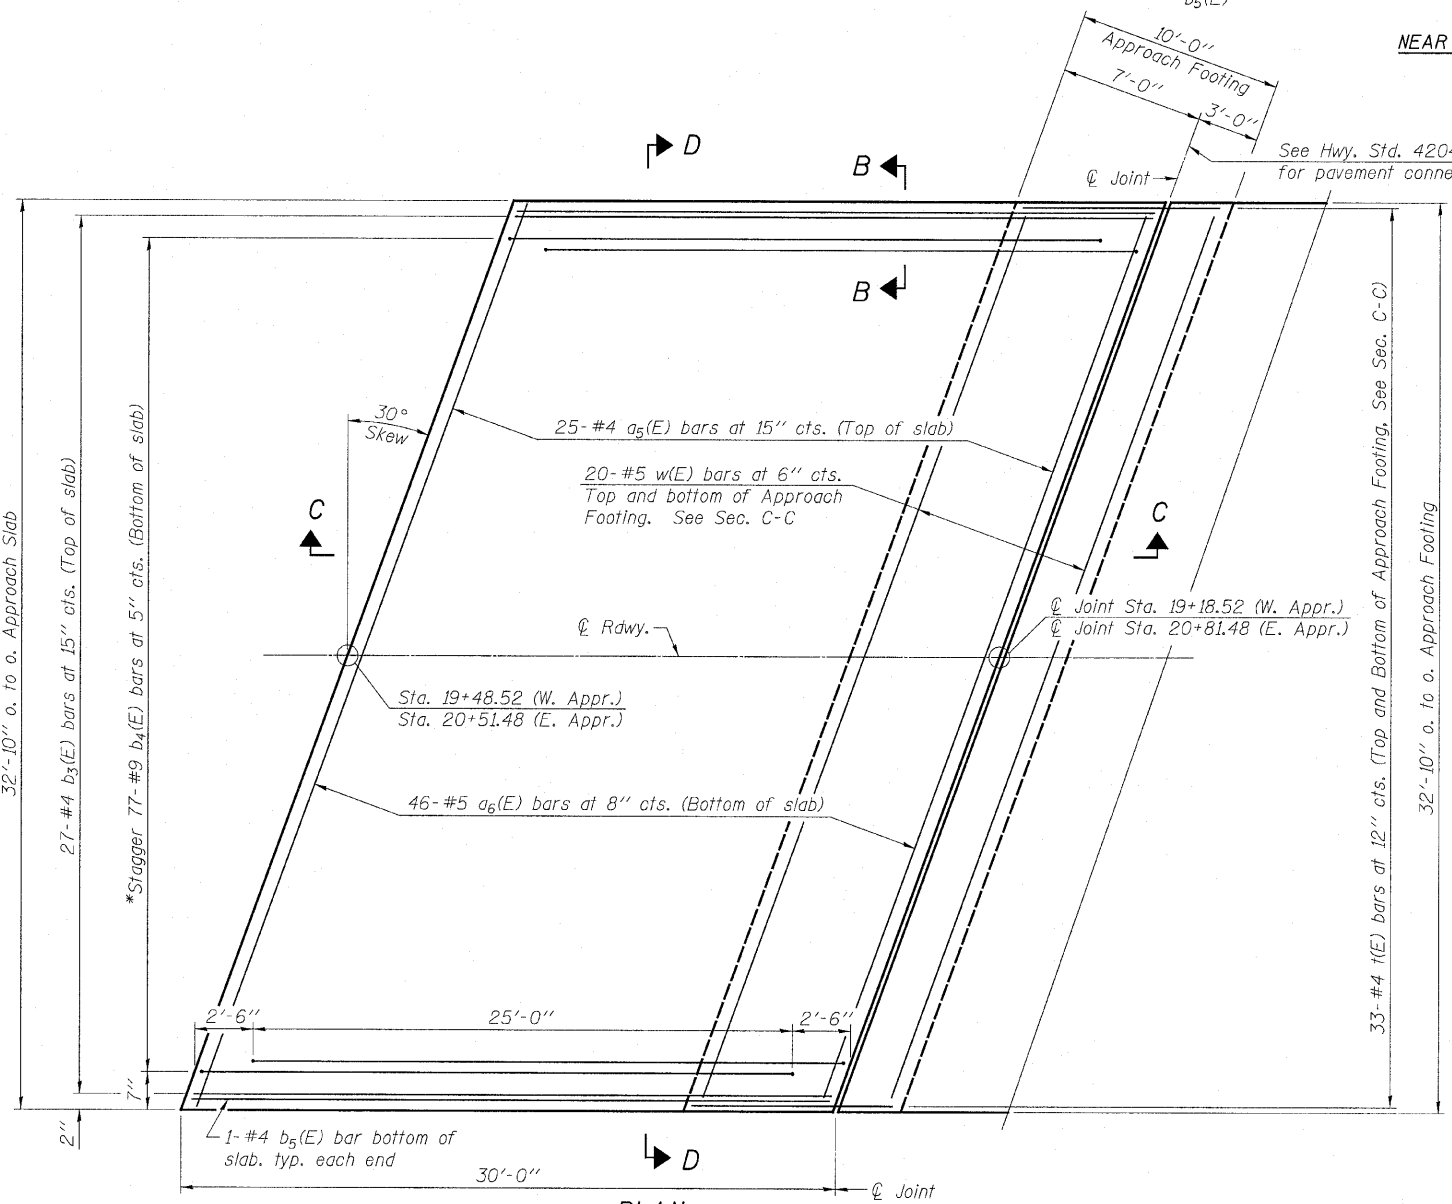 b5(E)
NEAR
10'-0"
Approach Footing
7'-0"
3'-0"
D
B
℄ Joint
See Hwy. Std. 4204
for pavement conne
B
30°
Skew
25-#4 a5(E) bars at 15" cts. (Top of slab)
20-#5 w(E) bars at 6" cts.
Top and bottom of Approach
Footing. See Sec. C-C
C
C
32'-10" o. to o. Approach Slab
27-#4 b3(E) bars at 15" cts. (Top of slab)
*Stagger 77-#9 b4(E) bars at 5" cts. (Bottom of slab)
33-#4 t(E) bars at 12" cts. (Top and Bottom of Approach Footing, See Sec. C-C)
32'-10" o. to o. Approach Footing
℄ Rdwy.
℄ Joint Sta. 19+18.52 (W. Appr.)
℄ Joint Sta. 20+81.48 (E. Appr.)
Sta. 19+48.52 (W. Appr.)
Sta. 20+51.48 (E. Appr.)
46-#5 a6(E) bars at 8" cts. (Bottom of slab)
2'-6"
25'-0"
2'-6"
7"
2"
1-#4 b5(E) bar bottom of
slab. typ. each end
D
30'-0"
℄ Joint